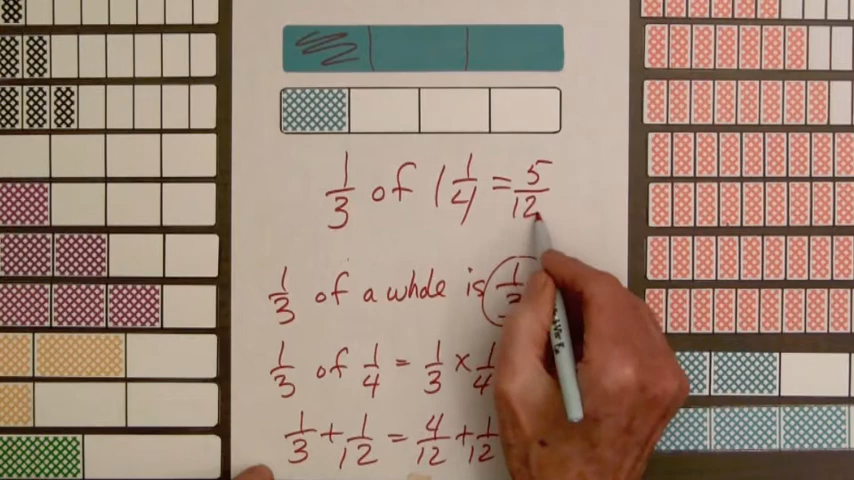 1/3 of 1 1/4 = 5/12
1/3 of a whole is 1/3
1/3 of 1/4 = 1/3 × 1/4
1/3 + 1/12 = 4/12 + 1/12